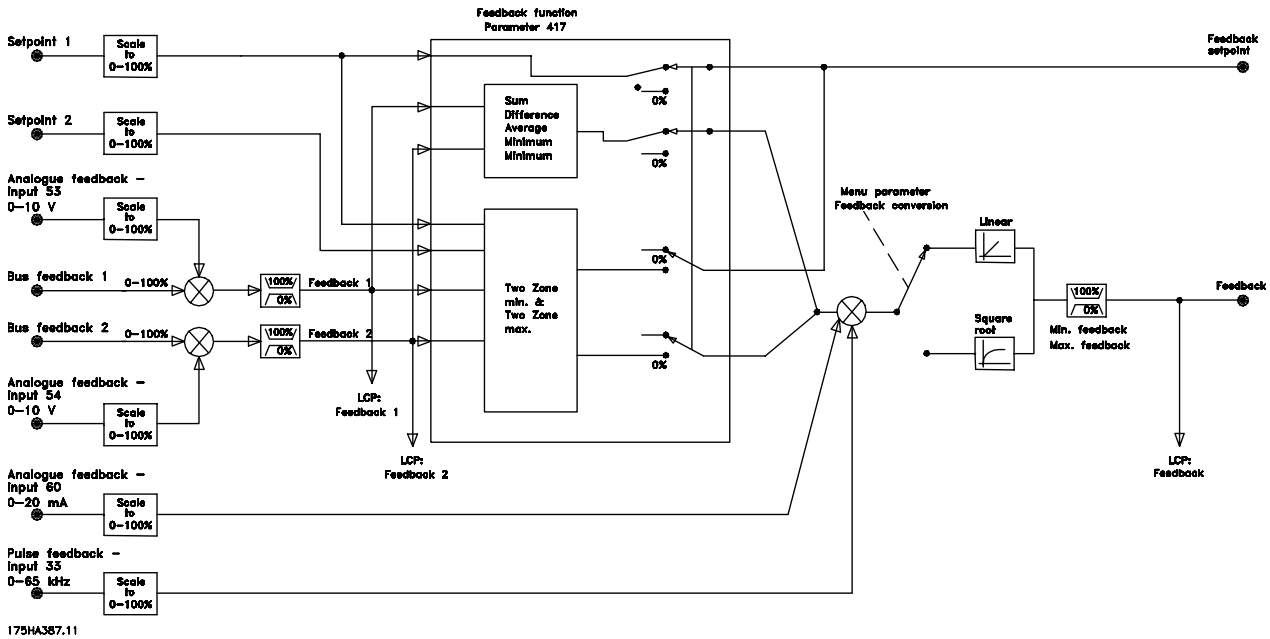 Feedback function
Parameter 417
Setpoint 1
Scale
to
0-100%
Feedback
setpoint
0%
Sum
Difference
Average
Minimum
Minimum
Setpoint 2
Scale
to
0-100%
0%
Analogue feedback -
input 53
0-10 V
Scale
to
0-100%
Menu parameter
Feedback conversion
Linear
0%
Bus feedback 1
0-100%
100%
0%
Feedback 1
Two Zone
min. &
Two Zone
max.
100%
0%
Feedback
Bus feedback 2
0-100%
100%
0%
Feedback 2
Square
root
Min. feedback
Max. feedback
0%
Analogue feedback -
input 54
0-10 V
Scale
to
0-100%
LCP:
Feedback 1
LCP:
Feedback 2
LCP:
Feedback
Analogue feedback -
input 60
0-20 mA
Scale
to
0-100%
Pulse feedback -
input 33
0-65 kHz
Scale
to
0-100%
175HA387.11